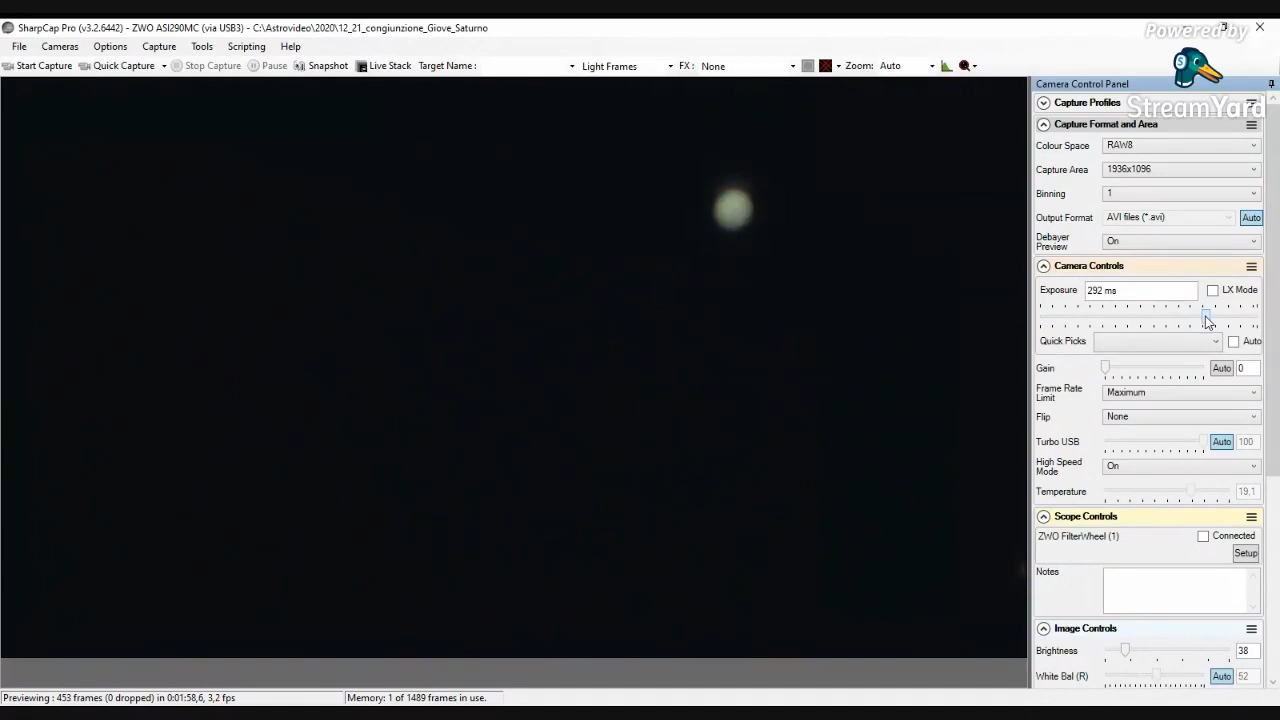 SharpCap Pro (v3.2.6442) - ZWO ASI290MC (via USB3) - C:\Astrovideo\2020\12_21_congiunzione_Giove_Saturno
Powered by
File Cameras Options Capture Tools Scripting Help
Start Capture Quick Capture Stop Capture Pause Snapshot Live Stack Target Name: Light Frames FX: None Zoom: Auto
S
StreamYard
Camera Control Panel
Capture Profiles
Capture Format and Area
Colour Space RAW8
Capture Area 1936x1096
Binning 1
Output Format AVI files (*.avi) Auto
Debayer
Preview On
Camera Controls
Exposure 292 ms LX Mode
Quick Picks Auto
Gain Auto 0
Frame Rate
Limit Maximum
Flip None
Turbo USB Auto 100
High Speed
Mode On
Temperature 19,1
Scope Controls
ZWO FilterWheel (1) Connected
Setup
Notes
Image Controls
Brightness 38
White Bal (R) Auto 52
Previewing : 453 frames (0 dropped) in 0:01:58,6, 3,2 fps Memory: 1 of 1489 frames in use.